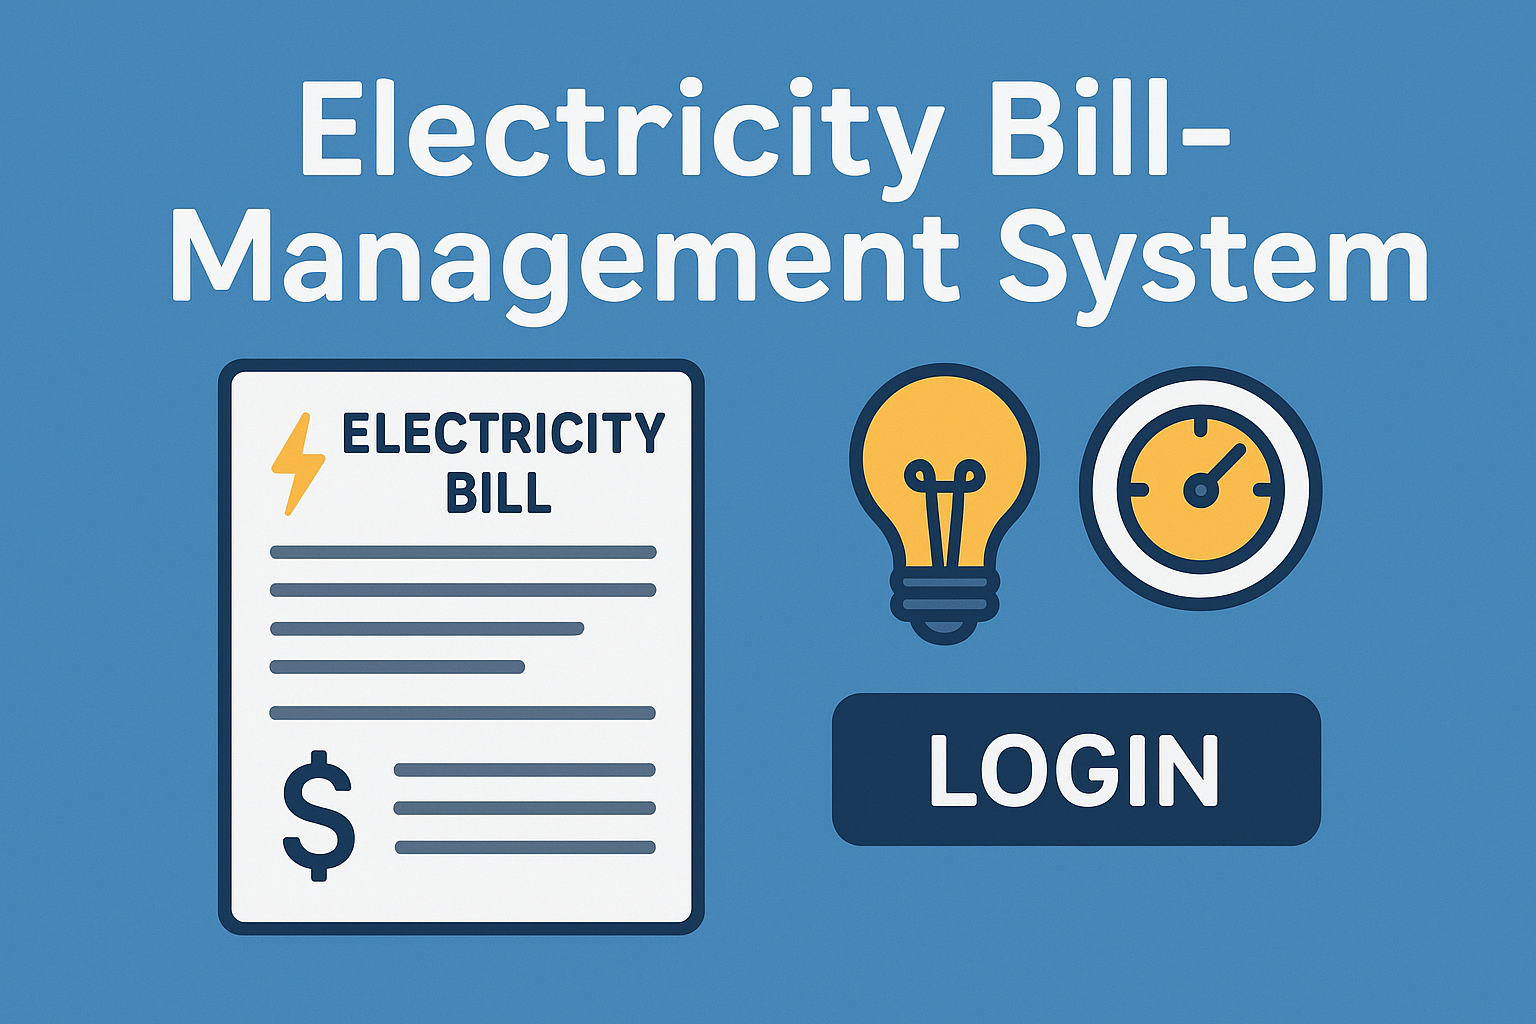 Electricity Bill-
Management System
ELECTRICITY
BILL
$
LOGIN